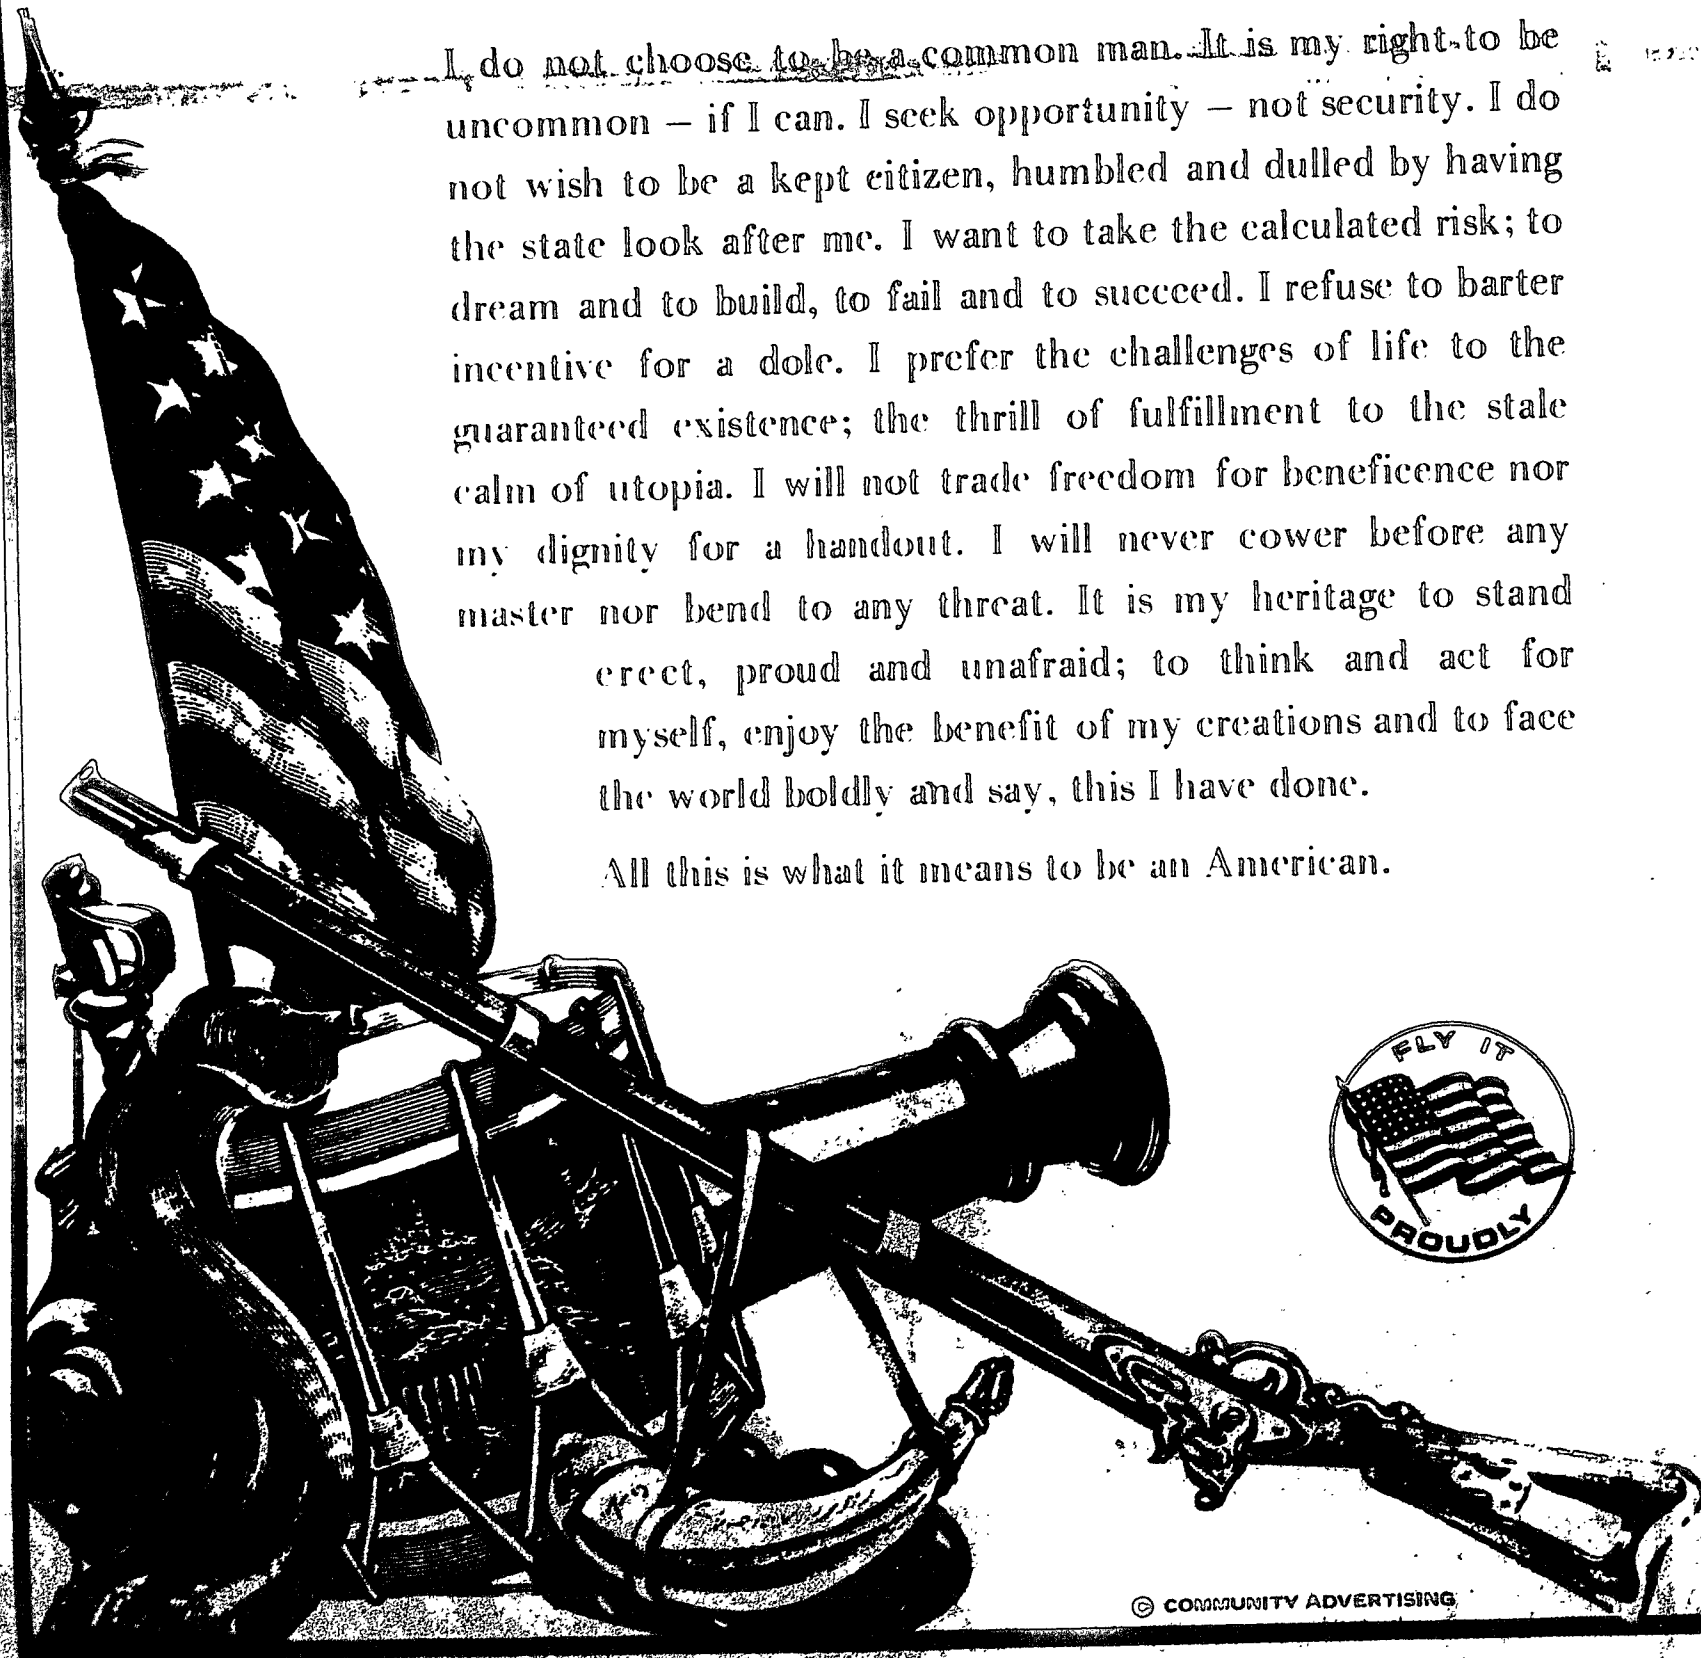 I do not choose to be a common man. It is my right to be
uncommon – if I can. I seek opportunity – not security. I do
not wish to be a kept citizen, humbled and dulled by having
the state look after me. I want to take the calculated risk; to
dream and to build, to fail and to succeed. I refuse to barter
incentive for a dole. I prefer the challenges of life to the
guaranteed existence; the thrill of fulfillment to the stale
calm of utopia. I will not trade freedom for beneficence nor
my dignity for a handout. I will never cower before any
master nor bend to any threat. It is my heritage to stand
erect, proud and unafraid; to think and act for
myself, enjoy the benefit of my creations and to face
the world boldly and say, this I have done.
All this is what it means to be an American.
FLY IT
PROUDLY
© COMMUNITY ADVERTISING